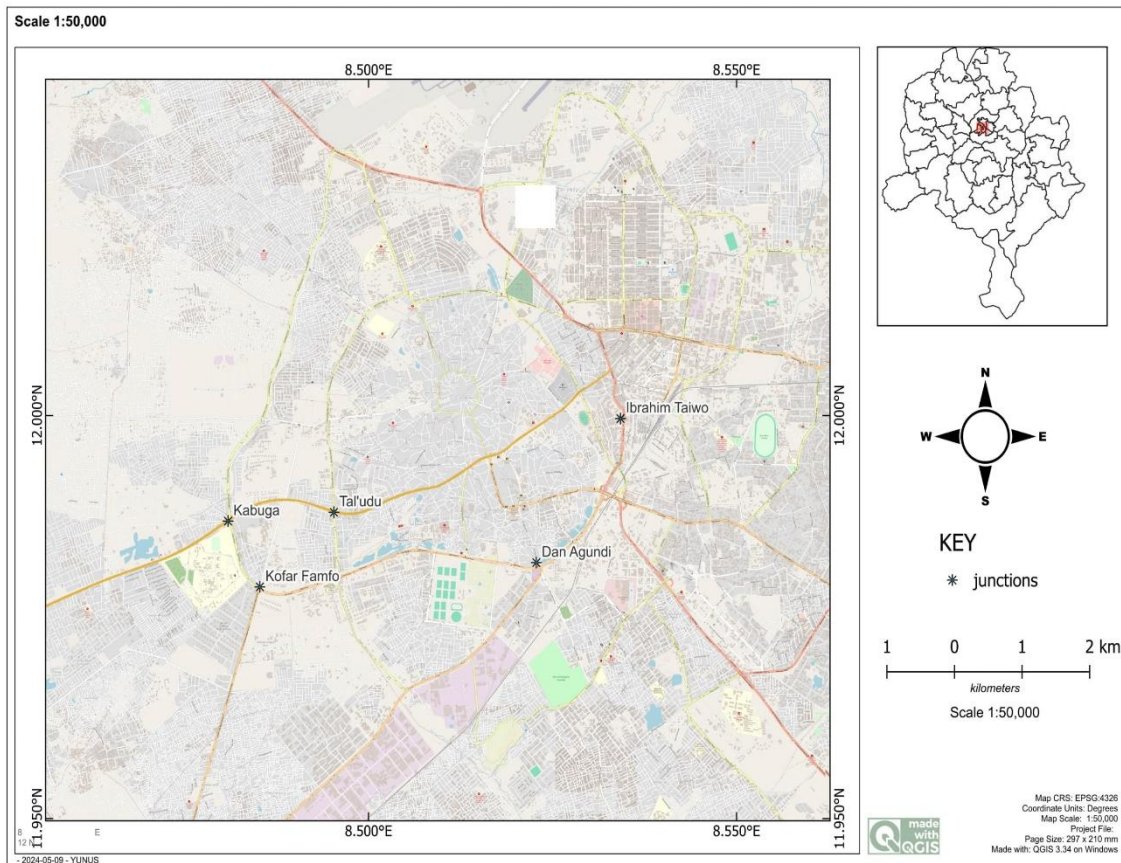 Scale 1:50,000
8.500°E
8.550°E
12.000°N
12.000°N
Ibrahim Taiwo
Tal'udu
Kabuga
Dan Agundi
Kofar Famfo
11.950°N
11.950°N
8.500°E
8.550°E
8 E
12 N
- 2024-05-09 - YUNUS
N
W E
S
KEY
junctions
1 0 1 2 km
kilometers
Scale 1:50,000
made
with
QGIS
Map CRS: EPSG:4326
Coordinate Units: Degrees
Map Scale: 1:50,000
Project File:
Page Size: 297 x 210 mm
Made with: QGIS 3.34 on Windows